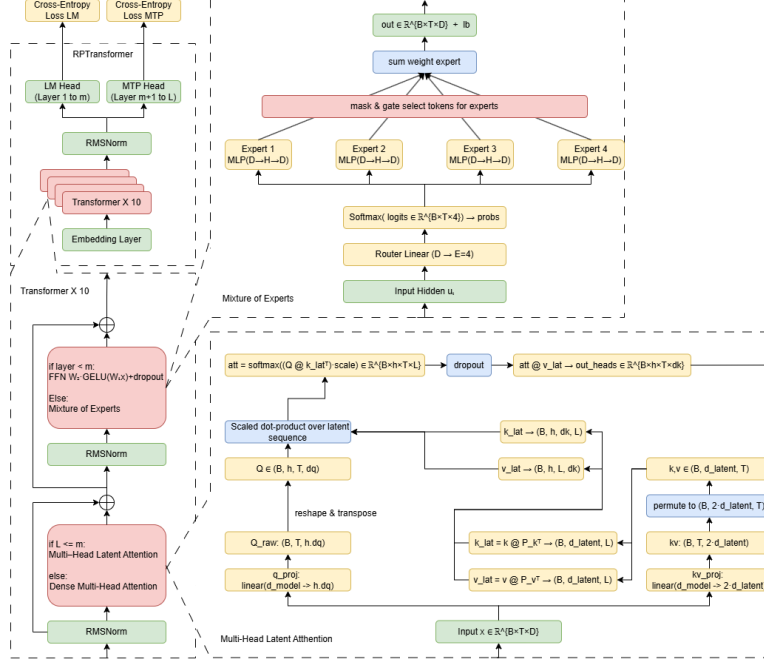 Cross-Entropy
Loss LM
Cross-Entropy
Loss MTP
RPTransformer
LM Head
(Layer 1 to m)
MTP Head
(Layer m+1 to L)
RMSNorm
Transformer X 10
Embedding Layer
Transformer X 10
if layer < m:
FFN W₂·GELU(W₁x)+dropout
Else:
Mixture of Experts
RMSNorm
if L <= m:
Multi–Head Latent Attention
else:
Dense Multi-Head Attention
RMSNorm
out ∈ ℝ^{B×T×D} + lb
sum weight expert
mask & gate select tokens for experts
Expert 1
MLP(D→H→D)
Expert 2
MLP(D→H→D)
Expert 3
MLP(D→H→D)
Expert 4
MLP(D→H→D)
Softmax( logits ∈ ℝ^{B×T×4}) → probs
Router Linear (D → E=4)
Input Hidden uₜ
Mixture of Experts
att = softmax((Q @ k_latᵀ)·scale) ∈ ℝ^{B×h×T×L}
dropout
att @ v_lat → out_heads ∈ ℝ^{B×h×T×dk}
Scaled dot-product over latent
sequence
k_lat → (B, h, dk, L)
Q ∈ (B, h, T, dq)
v_lat → (B, h, L, dk)
k,v ∈ (B, d_latent, T)
reshape & transpose
permute to (B, 2·d_latent, T)
Q_raw: (B, T, h.dq)
k_lat = k @ P_kᵀ → (B, d_latent, L)
kv: (B, T, 2·d_latent)
q_proj:
linear(d_model -> h.dq)
v_lat = v @ P_vᵀ → (B, d_latent, L)
kv_proj:
linear(d_model -> 2·d_latent)
Multi-Head Latent Atthention
Input x ∈ ℝ^{B×T×D}